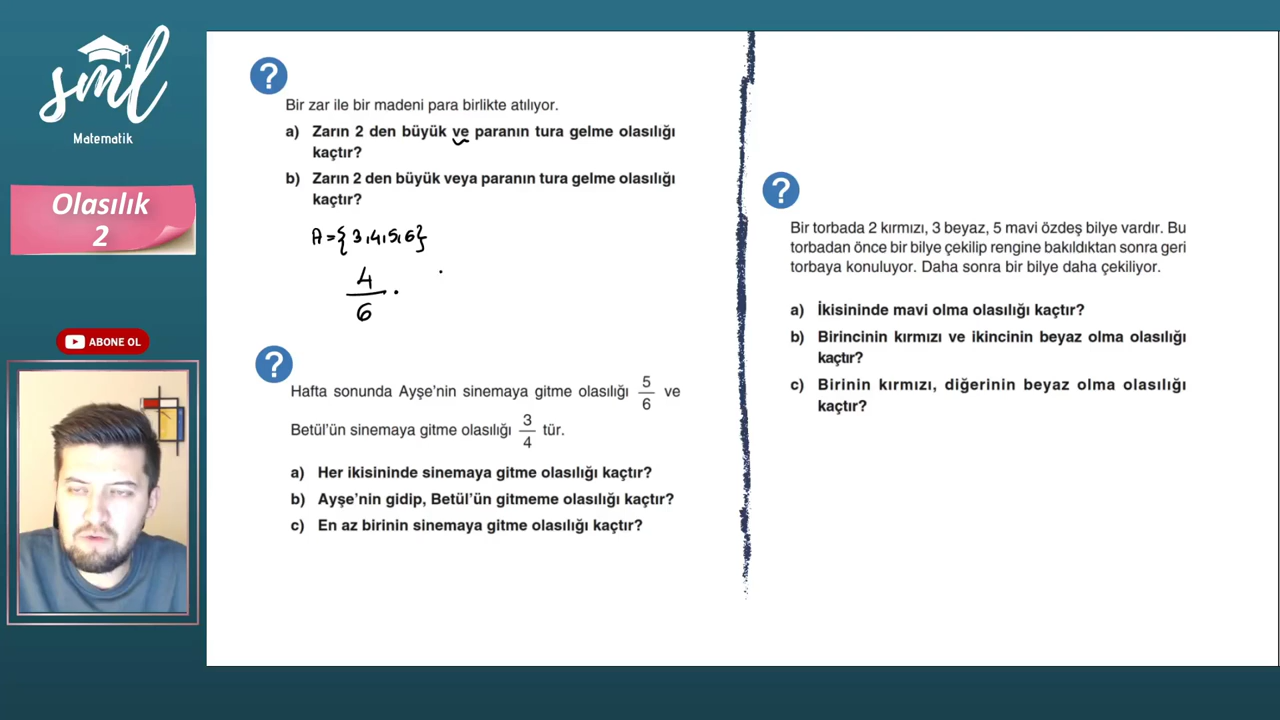 sml
Matematik
Olasılık
2
ABONE OL
?
Bir zar ile bir madeni para birlikte atılıyor.
a) Zarın 2 den büyük ve paranın tura gelme olasılığı
kaçtır?
b) Zarın 2 den büyük veya paranın tura gelme olasılığı
kaçtır?
A={3,4,5,6}
4
6 .
?
Hafta sonunda Ayşe'nin sinemaya gitme olasılığı 5/6 ve
Betül'ün sinemaya gitme olasılığı 3/4 tür.
a) Her ikisininde sinemaya gitme olasılığı kaçtır?
b) Ayşe'nin gidip, Betül'ün gitmeme olasılığı kaçtır?
c) En az birinin sinemaya gitme olasılığı kaçtır?
?
Bir torbada 2 kırmızı, 3 beyaz, 5 mavi özdeş bilye vardır. Bu
torbadan önce bir bilye çekilip rengine bakıldıktan sonra geri
torbaya konuluyor. Daha sonra bir bilye daha çekiliyor.
a) İkisininde mavi olma olasılığı kaçtır?
b) Birincinin kırmızı ve ikincinin beyaz olma olasılığı
kaçtır?
c) Birinin kırmızı, diğerinin beyaz olma olasılığı
kaçtır?